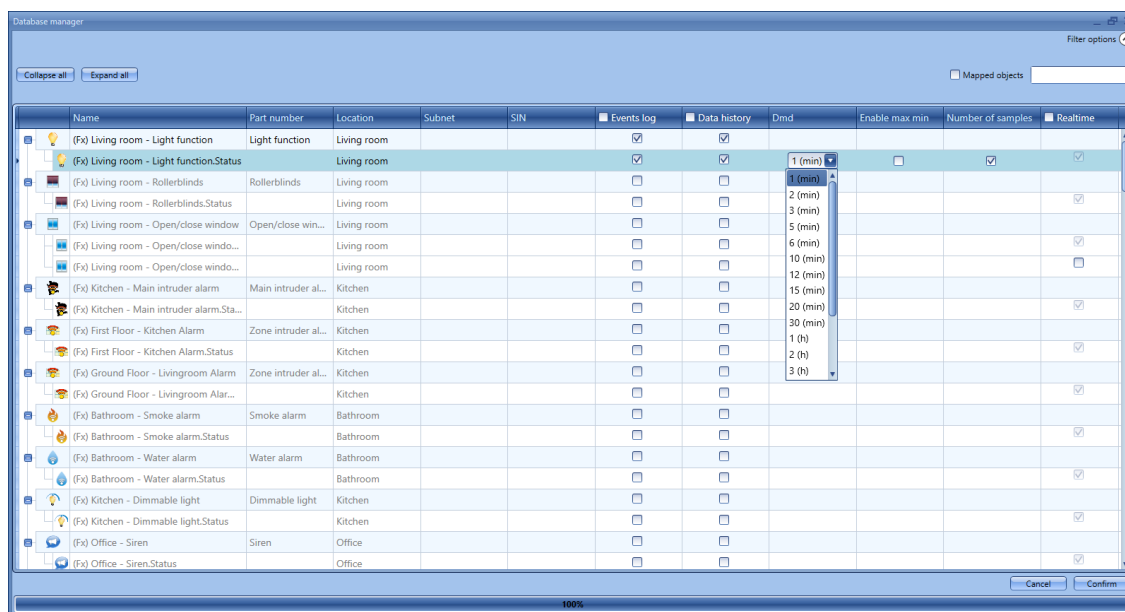 Database manager
Filter options
Collapse all Expand all Mapped objects
Name Part number Location Subnet SIN Events log Data history Dmd Enable max min Number of samples Realtime
(Fx) Living room - Light function Light function Living room
(Fx) Living room - Light function.Status Living room 1 (min)
(Fx) Living room - Rollerblinds Rollerblinds Living room 1 (min)
2 (min)
(Fx) Living room - Rollerblinds.Status Living room 3 (min)
(Fx) Living room - Open/close window Open/close win... Living room 5 (min)
(Fx) Living room - Open/close windo... Living room 6 (min)
10 (min)
(Fx) Living room - Open/close windo... Living room 12 (min)
(Fx) Kitchen - Main intruder alarm Main intruder al... Kitchen 15 (min)
(Fx) Kitchen - Main intruder alarm.Sta... Kitchen 20 (min)
30 (min)
(Fx) First Floor - Kitchen Alarm Zone intruder al... Kitchen 1 (h)
(Fx) First Floor - Kitchen Alarm.Status Kitchen 2 (h)
(Fx) Ground Floor - Livingroom Alarm Zone intruder al... Kitchen 3 (h)
(Fx) Ground Floor - Livingroom Alar... Kitchen
(Fx) Bathroom - Smoke alarm Smoke alarm Bathroom
(Fx) Bathroom - Smoke alarm.Status Bathroom
(Fx) Bathroom - Water alarm Water alarm Bathroom
(Fx) Bathroom - Water alarm.Status Bathroom
(Fx) Kitchen - Dimmable light Dimmable light Kitchen
(Fx) Kitchen - Dimmable light.Status Kitchen
(Fx) Office - Siren Siren Office
(Fx) Office - Siren.Status Office
Cancel Confirm
100%